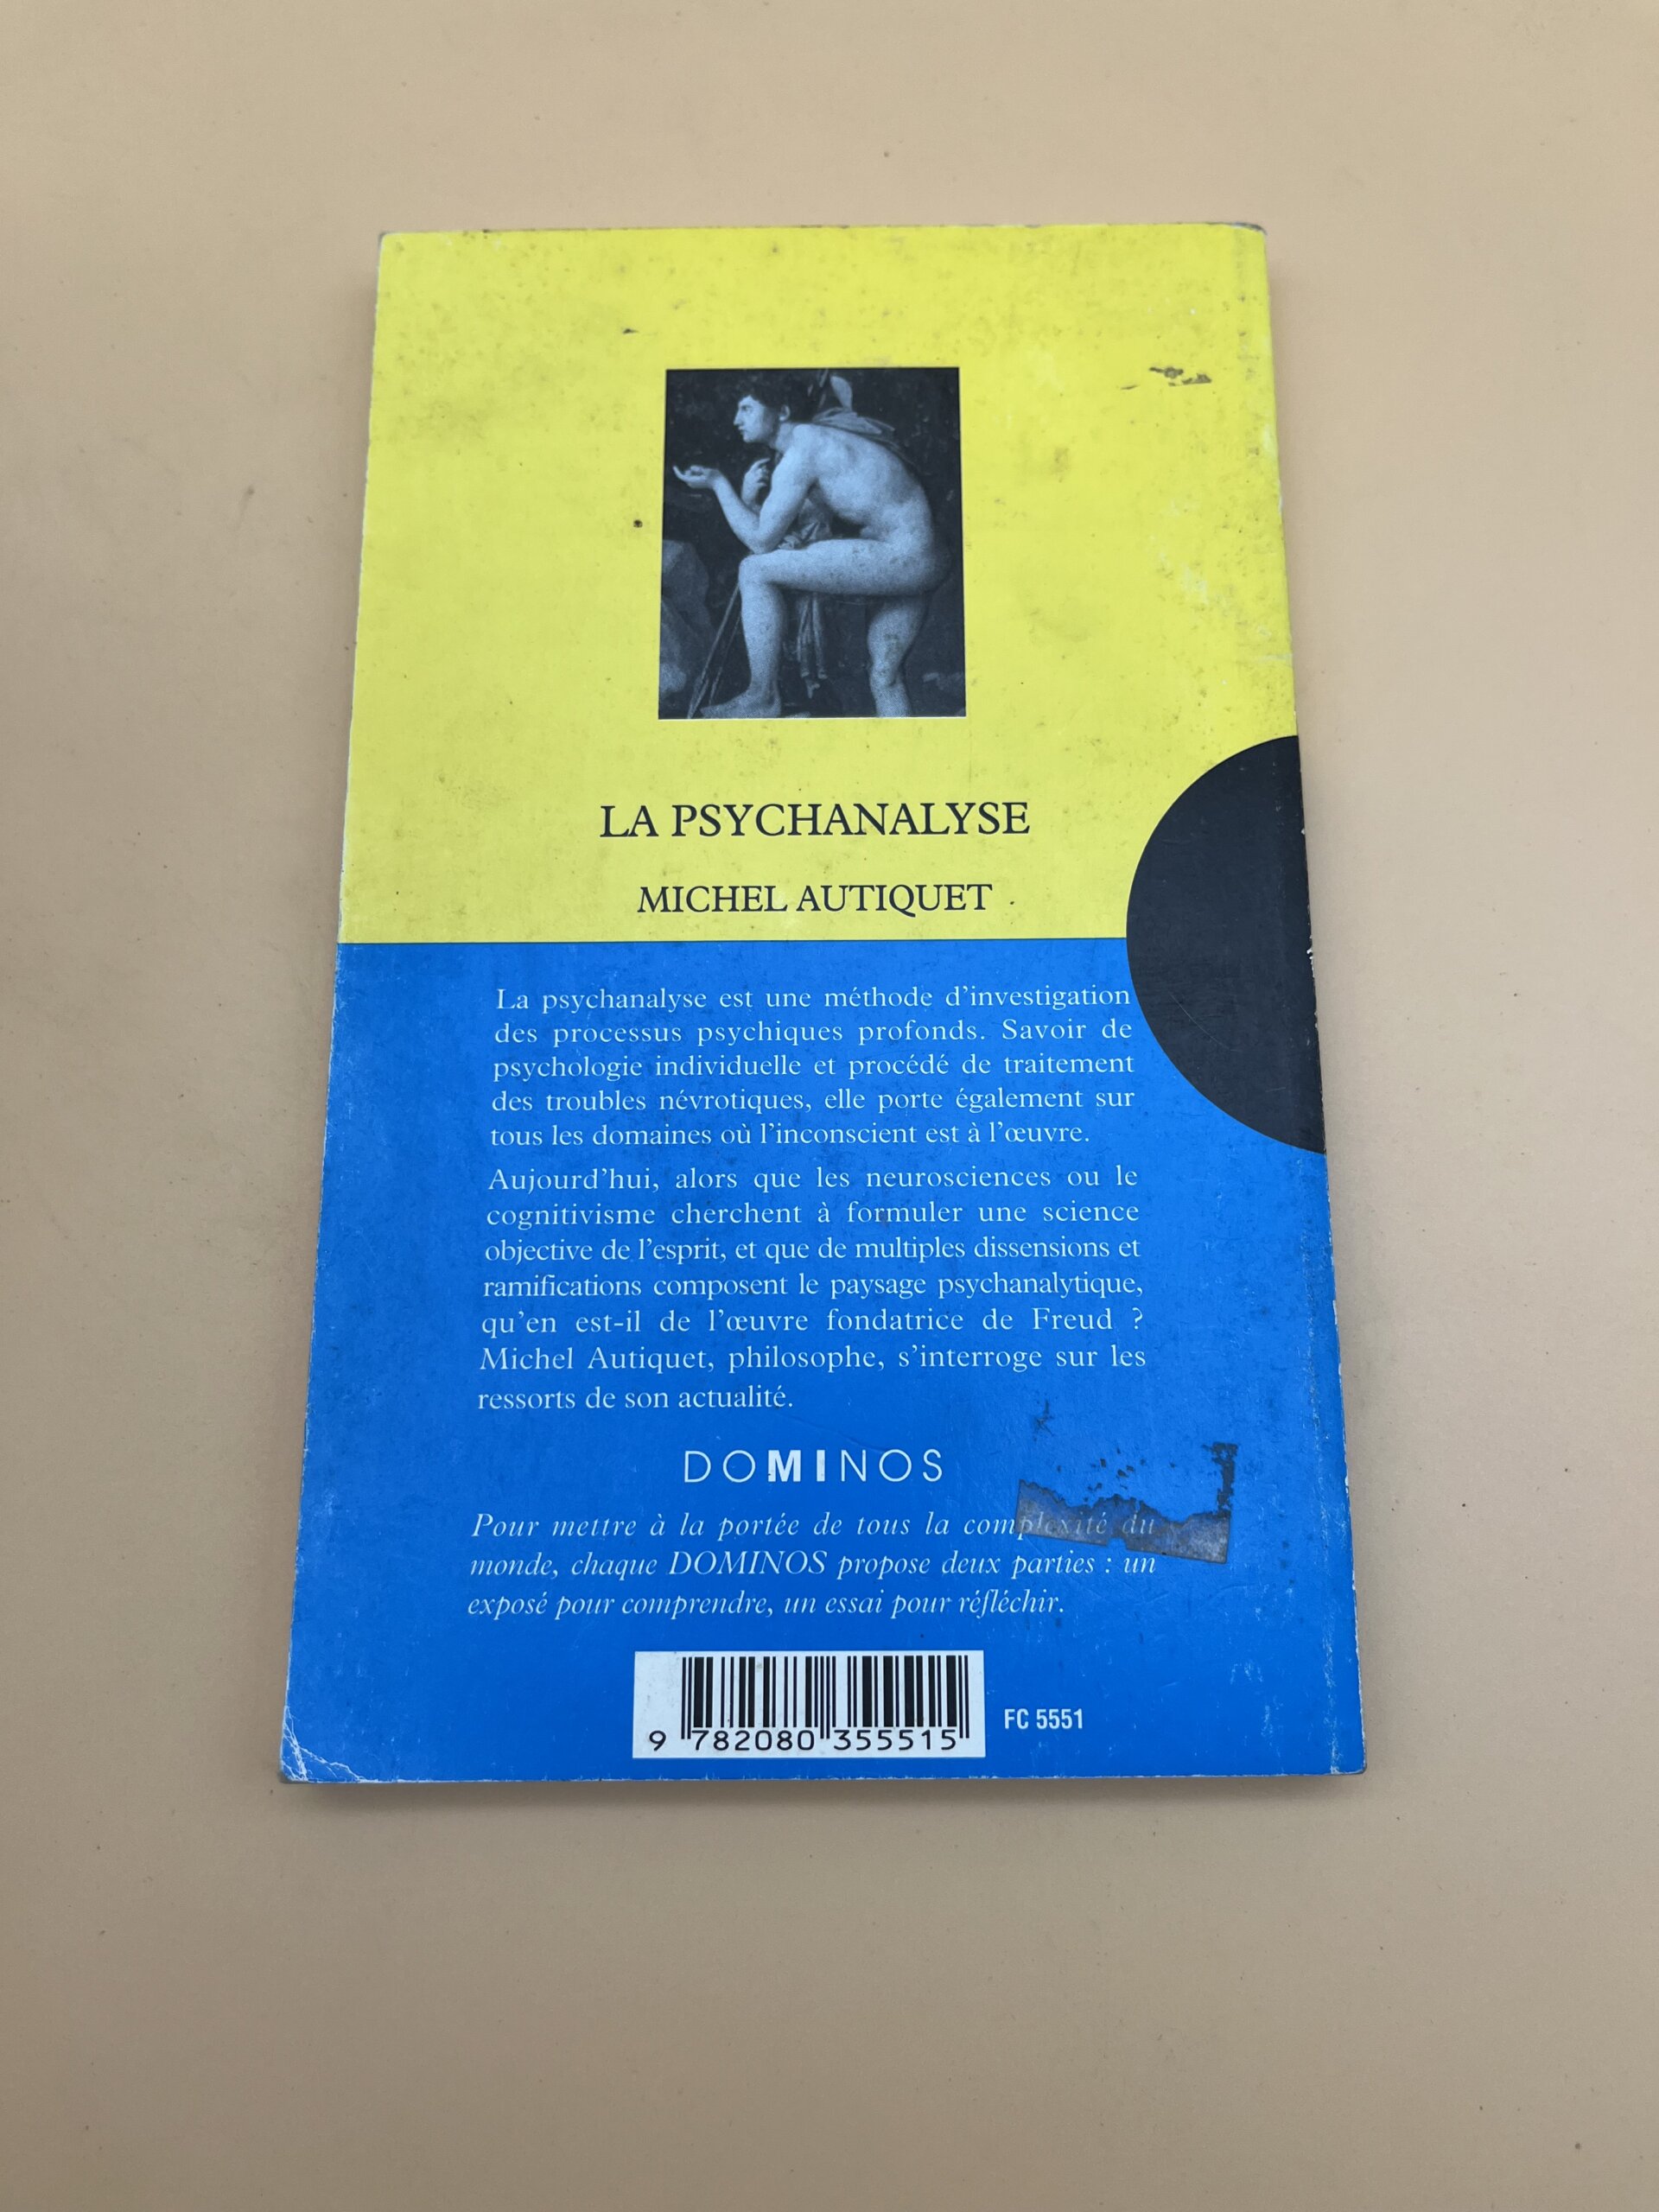 LA PSYCHANALYSE
MICHEL AUTIQUET
La psychanalyse est une méthode d'investigation
des processus psychiques profonds. Savoir de
psychologie individuelle et procédé de traitement
des troubles névrotiques, elle porte également sur
tous les domaines où l'inconscient est à l'œuvre.
Aujourd'hui, alors que les neurosciences ou le
cognitivisme cherchent à formuler une science
objective de l'esprit, et que de multiples dissensions et
ramifications composent le paysage psychanalytique,
qu'en est-il de l'œuvre fondatrice de Freud ?
Michel Autiquet, philosophe, s'interroge sur les
ressorts de son actualité.
DOMINOS
Pour mettre à la portée de tous la complexité du
monde, chaque DOMINOS propose deux parties : un
exposé pour comprendre, un essai pour réfléchir.
9 782080 355515
FC 5551